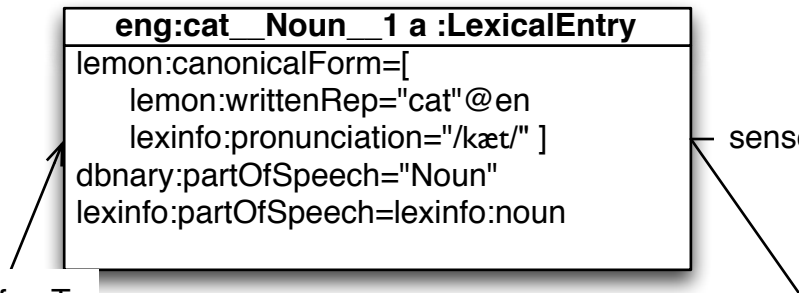 eng:cat__Noun__1 a :LexicalEntry
lemon:canonicalForm=[
lemon:writtenRep="cat"@en
lexinfo:pronunciation="/kæt/" ]
sense
dbnary:partOfSpeech="Noun"
lexinfo:partOfSpeech=lexinfo:noun